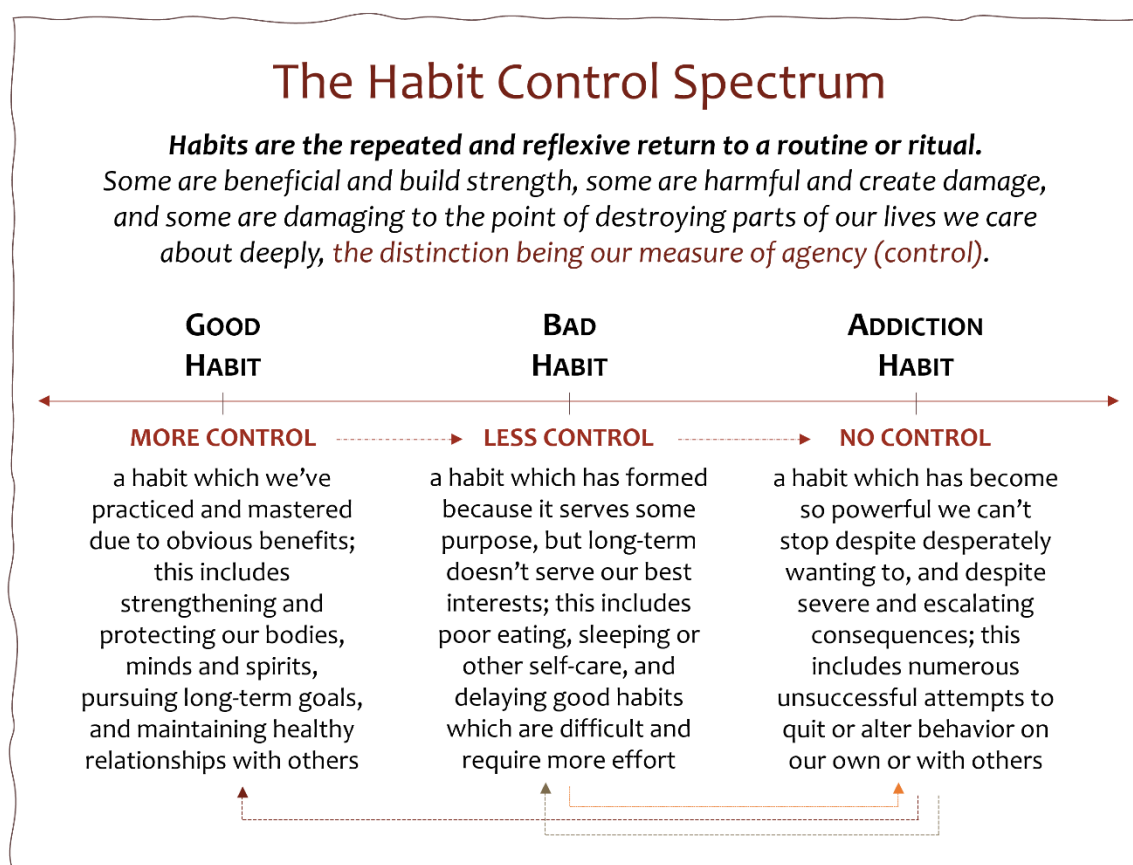 The Habit Control Spectrum
Habits are the repeated and reflexive return to a routine or ritual.
Some are beneficial and build strength, some are harmful and create damage,
and some are damaging to the point of destroying parts of our lives we care
about deeply, the distinction being our measure of agency (control).
GOOD
HABIT
MORE CONTROL
a habit which we’ve
practiced and mastered
due to obvious benefits;
this includes
strengthening and
protecting our bodies,
minds and spirits,
pursuing long-term goals,
and maintaining healthy
relationships with others
BAD
HABIT
LESS CONTROL
a habit which has formed
because it serves some
purpose, but long-term
doesn’t serve our best
interests; this includes
poor eating, sleeping or
other self-care, and
delaying good habits
which are difficult and
require more effort
ADDICTION
HABIT
NO CONTROL
a habit which has become
so powerful we can’t
stop despite desperately
wanting to, and despite
severe and escalating
consequences; this
includes numerous
unsuccessful attempts to
quit or alter behavior on
our own or with others